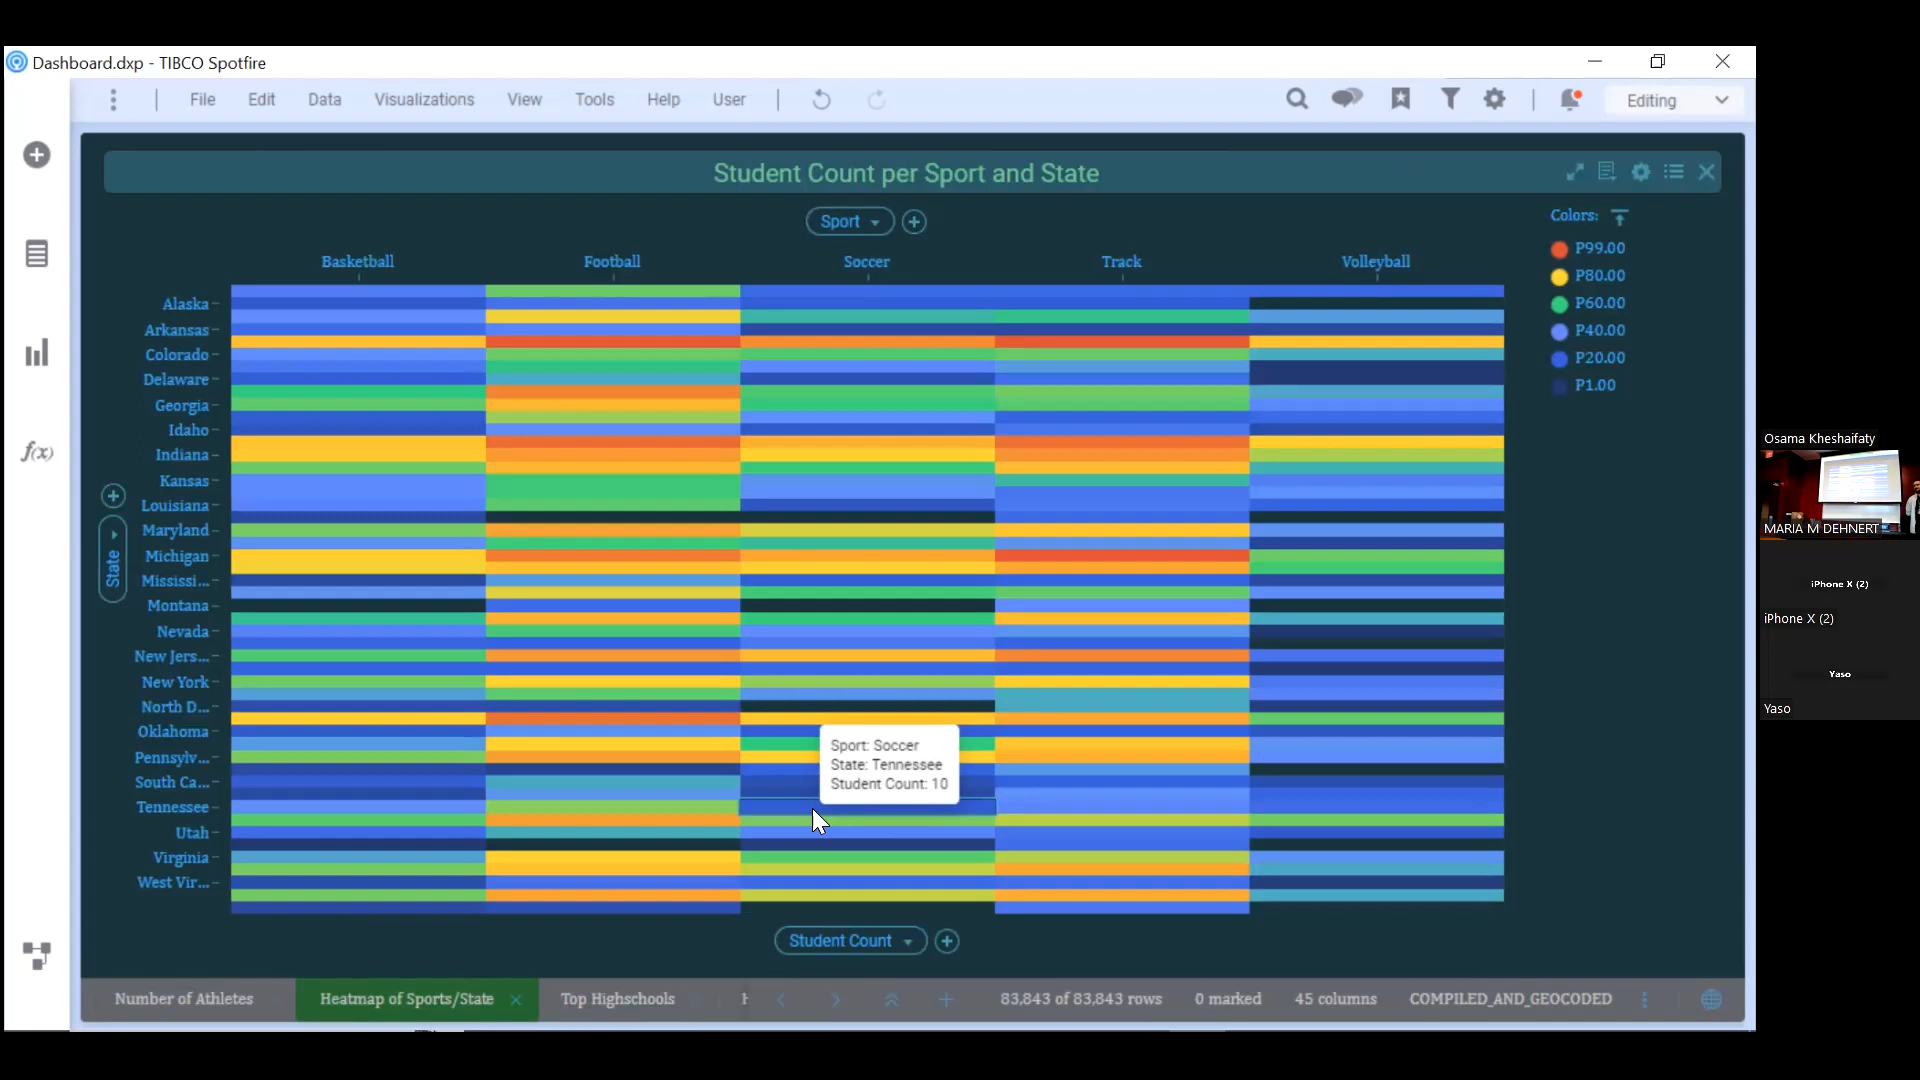 Dashboard.dxp - TIBCO Spotfire
File Edit Data Visualizations View Tools Help User Editing
Student Count per Sport and State
Sport
Colors:
P99.00
P80.00
P60.00
P40.00
P20.00
P1.00
Basketball Football Soccer Track Volleyball
Alaska
Arkansas
Colorado
Delaware
Georgia
Idaho
Indiana
Kansas
Louisiana
Maryland
Michigan
Mississi...
Montana
Nevada
New Jers...
New York
North D...
Oklahoma
Pennsylv...
South Ca...
Tennessee
Utah
Virginia
West Vir...
State
f(x)
Sport: Soccer
State: Tennessee
Student Count: 10
Student Count
Number of Athletes Heatmap of Sports/State Top Highschools 83,843 of 83,843 rows 0 marked 45 columns COMPILED_AND_GEOCODED
Osama Kheshaifaty
MARIA M DEHNERT
iPhone X (2)
iPhone X (2)
Yaso
Yaso